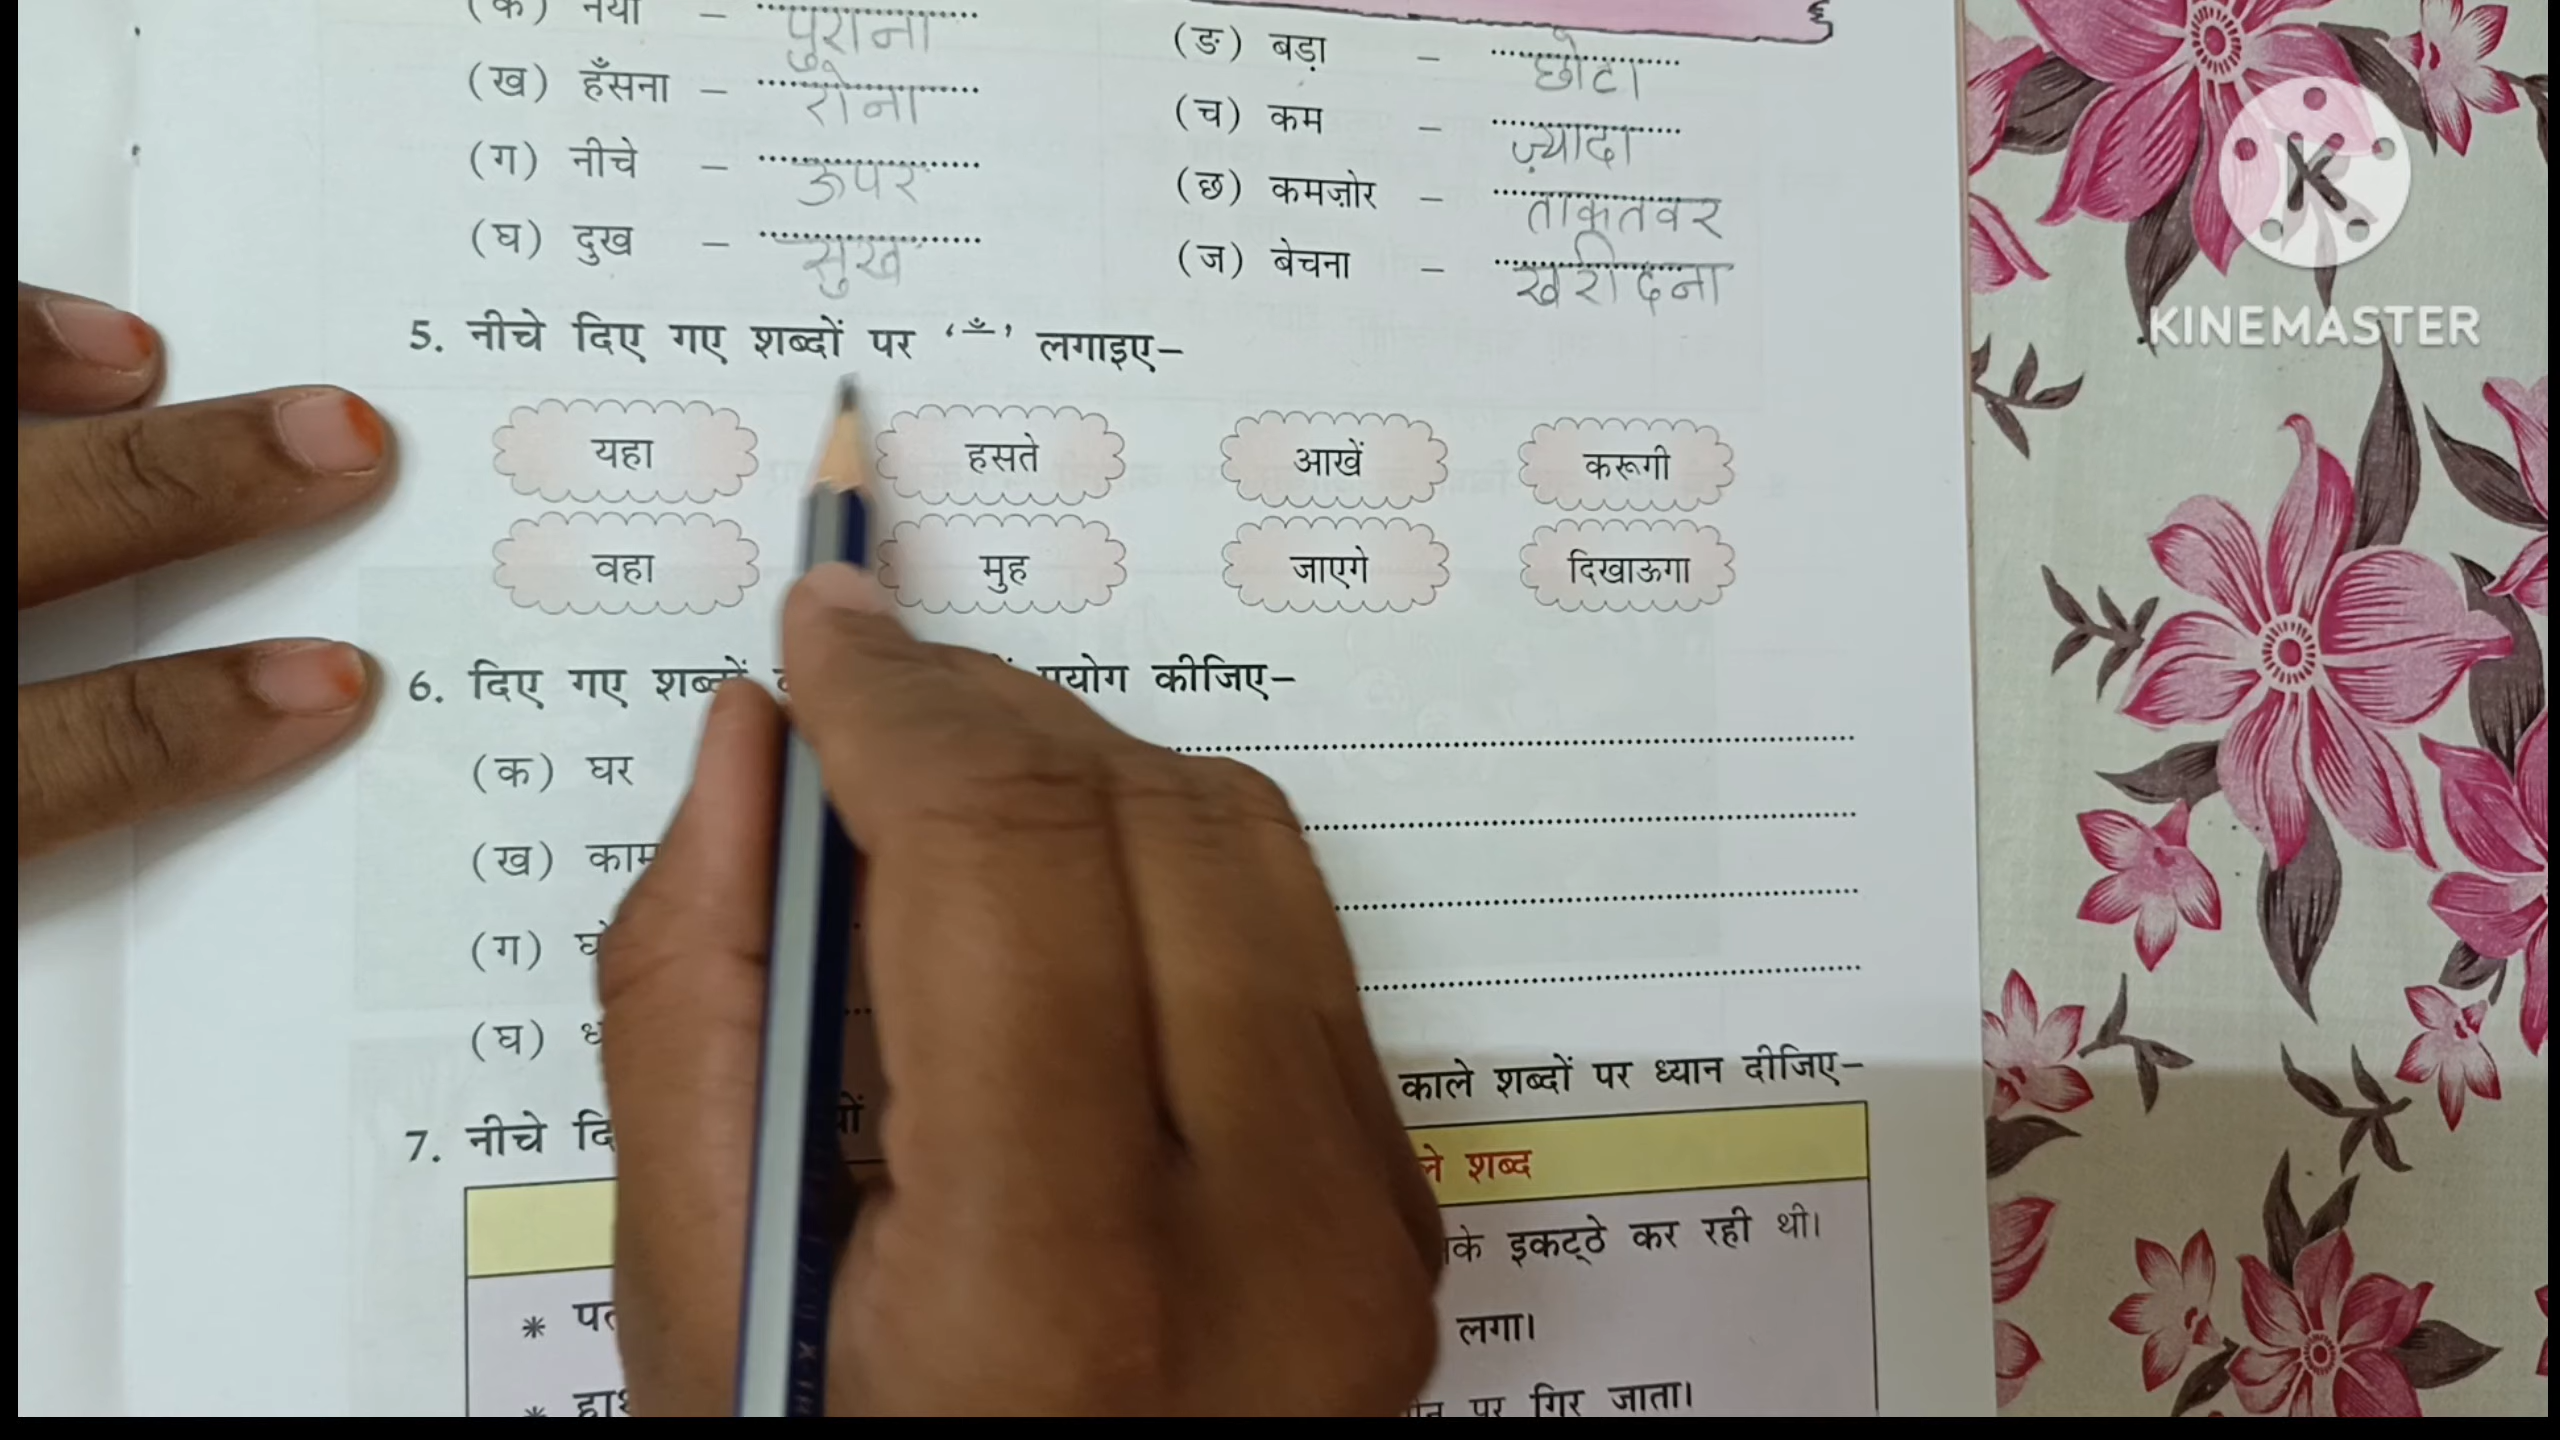 (क) नया – पुराना
(ख) हँसना – रोना
(ग) नीचे – ऊपर
(घ) दुख – सुख
(ङ) बड़ा – छोटा
(च) कम – ज़्यादा
(छ) कमज़ोर – ताकतवर
(ज) बेचना – खरीदना
KINEMASTER
5. नीचे दिए गए शब्दों पर ‘ँ’ लगाइए–
यहा हसते आखें करूगी
वहा मुह जाएगे दिखाऊगा
6. दिए गए शब्दों कीजिए–
(क) घर
(ख) काम
(ग)
(घ)
7. नीचे काले शब्दों पर ध्यान दीजिए–
शब्द
इकट्ठे कर रही थी।
लगा।
पर गिर जाता।